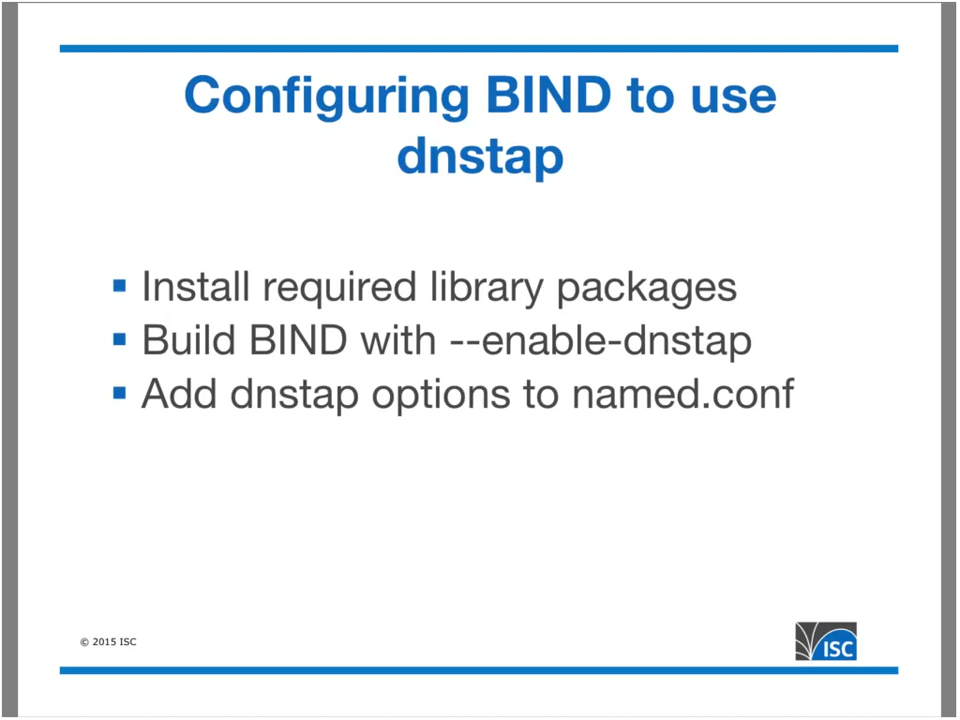 Configuring BIND to use
dnstap
Install required library packages
Build BIND with --enable-dnstap
Add dnstap options to named.conf
© 2015 ISC
ISC